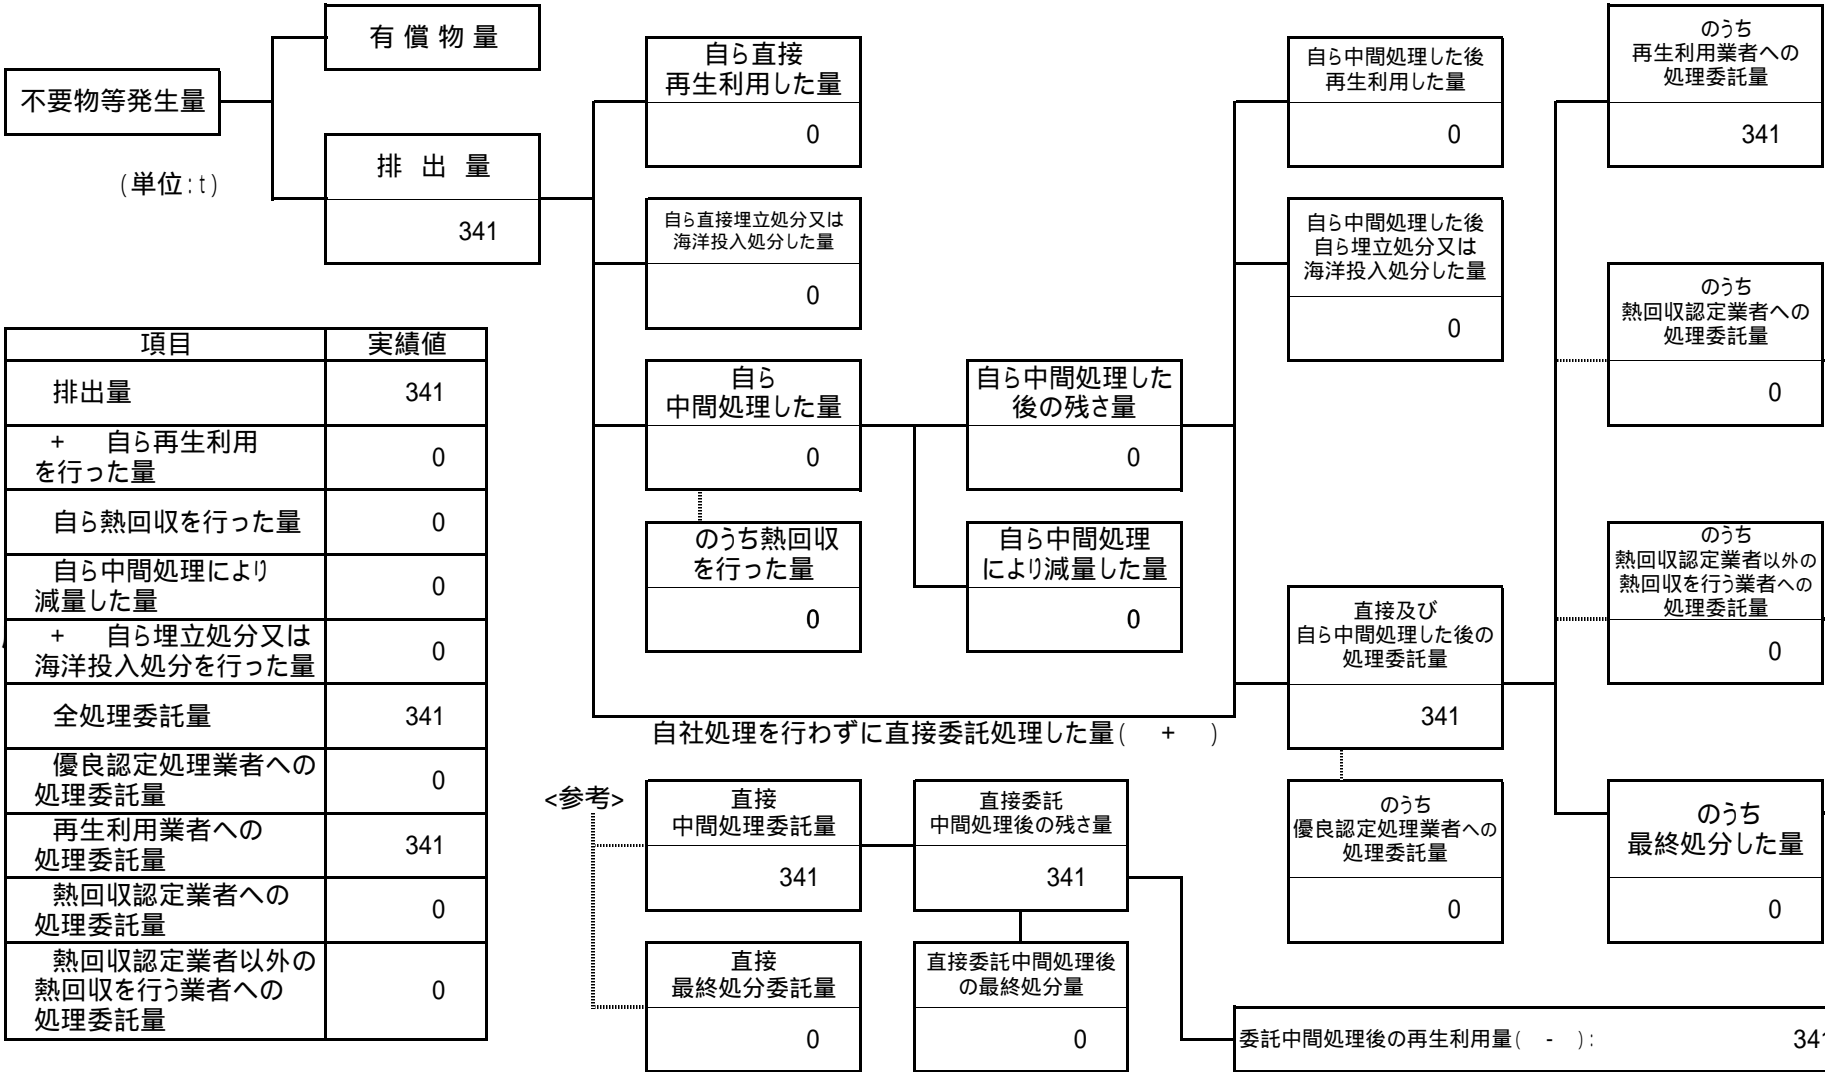 不要物等発生量
(単位:t)
有 償 物 量
排 出 量
341
自ら直接
再生利用した量
0
自ら直接埋立処分又は
海洋投入処分した量
0
自ら
中間処理した量
0
のうち熱回収
を行った量
0
自ら中間処理した
後の残さ量
0
自ら中間処理
により減量した量
0
自ら中間処理した後
再生利用した量
0
自ら中間処理した後
自ら埋立処分又は
海洋投入処分した量
0
直接及び
自ら中間処理した後の
処理委託量
341
のうち
優良認定処理業者への
処理委託量
0
のうち
再生利用業者への
処理委託量
341
のうち
熱回収認定業者への
処理委託量
0
のうち
熱回収認定業者以外の
熱回収を行う業者への
処理委託量
0
のうち
最終処分した量
0
自社処理を行わずに直接委託処理した量( + )
項目 実績値
排出量 341
+ 自ら再生利用
を行った量 0
自ら熱回収を行った量 0
自ら中間処理により
減量した量 0
+ 自ら埋立処分又は
海洋投入処分を行った量 0
全処理委託量 341
優良認定処理業者への
処理委託量 0
再生利用業者への
処理委託量 341
熱回収認定業者への
処理委託量 0
熱回収認定業者以外の
熱回収を行う業者への
処理委託量 0
<参考>
直接
中間処理委託量
341
直接委託
中間処理後の残さ量
341
直接
最終処分委託量
0
直接委託中間処理後
の最終処分量
0
委託中間処理後の再生利用量( - ): 341